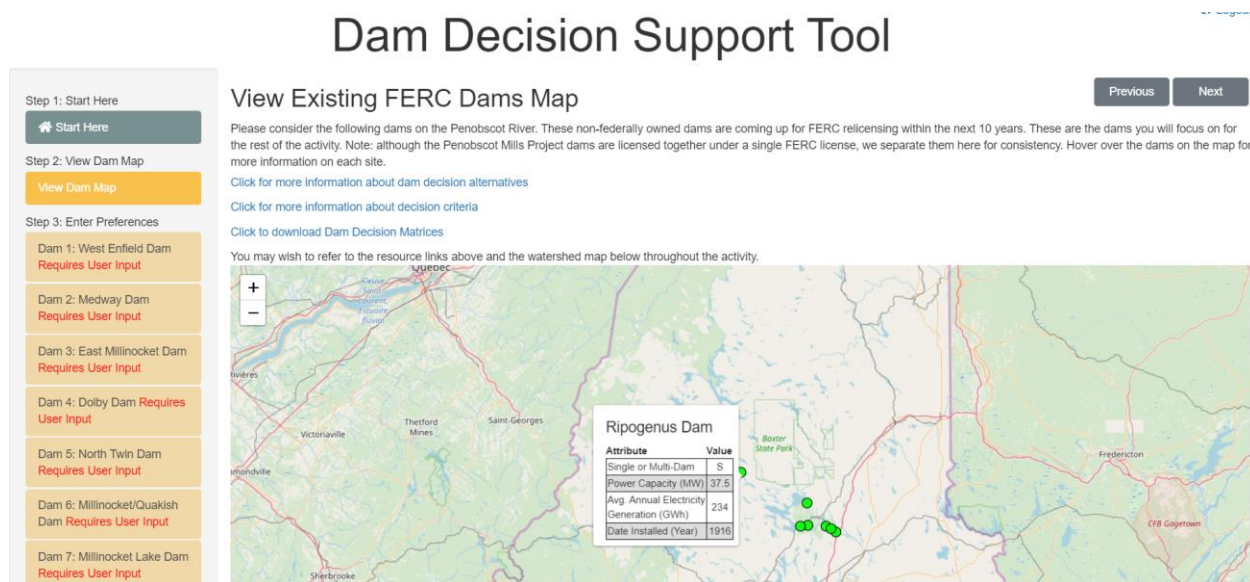 Dam Decision Support Tool
Step 1: Start Here
Start Here
Step 2: View Dam Map
View Dam Map
Step 3: Enter Preferences
Dam 1: West Enfield Dam
Requires User Input
Dam 2: Medway Dam
Requires User Input
Dam 3: East Millinocket Dam
Requires User Input
Dam 4: Dolby Dam Requires
User Input
Dam 5: North Twin Dam
Requires User Input
Dam 6: Millinocket/Quakish
Dam Requires User Input
Dam 7: Millinocket Lake Dam
Requires User Input
View Existing FERC Dams Map
Previous
Next
Please consider the following dams on the Penobscot River. These non-federally owned dams are coming up for FERC relicensing within the next 10 years. These are the dams you will focus on for
the rest of the activity. Note: although the Penobscot Mills Project dams are licensed together under a single FERC license, we separate them here for consistency. Hover over the dams on the map for
more information on each site.
Click for more information about dam decision alternatives
Click for more information about decision criteria
Click to download Dam Decision Matrices
You may wish to refer to the resource links above and the watershed map below throughout the activity.
+
−
Québec
Fleuve
Saint-
Laurent
Estuaire
fluvial
Victoriaville
Thetford
Mines
Saint-Georges
Sherbrooke
Ripogenus Dam
Attribute Value
Single or Multi-Dam S
Power Capacity (MW) 37.5
Avg. Annual Electricity
Generation (GWh) 234
Date Installed (Year) 1916
Baxter
State Park
Fredericton
CFB Gagetown